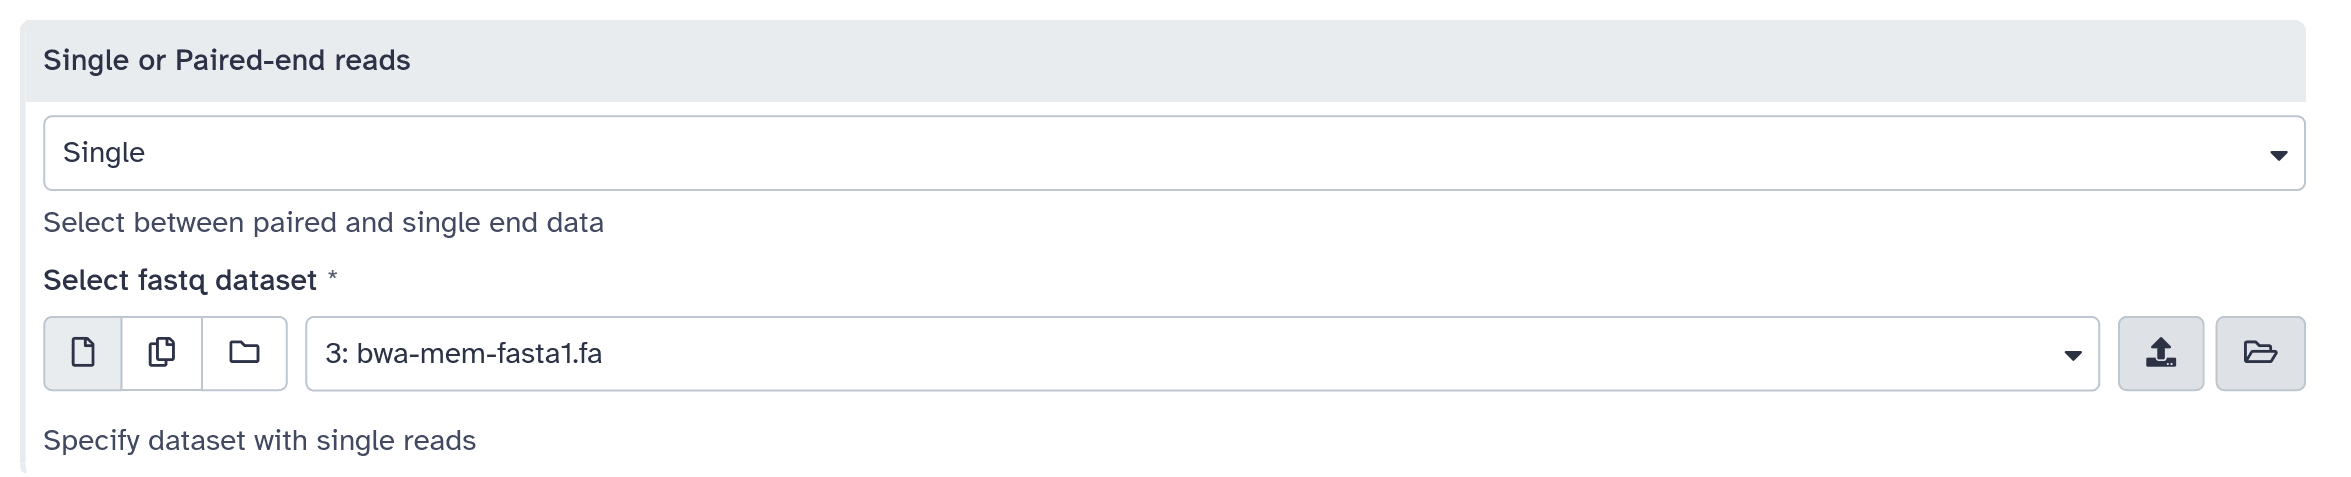 Single or Paired-end reads
Single
Select between paired and single end data
Select fastq dataset *
3: bwa-mem-fasta1.fa
Specify dataset with single reads